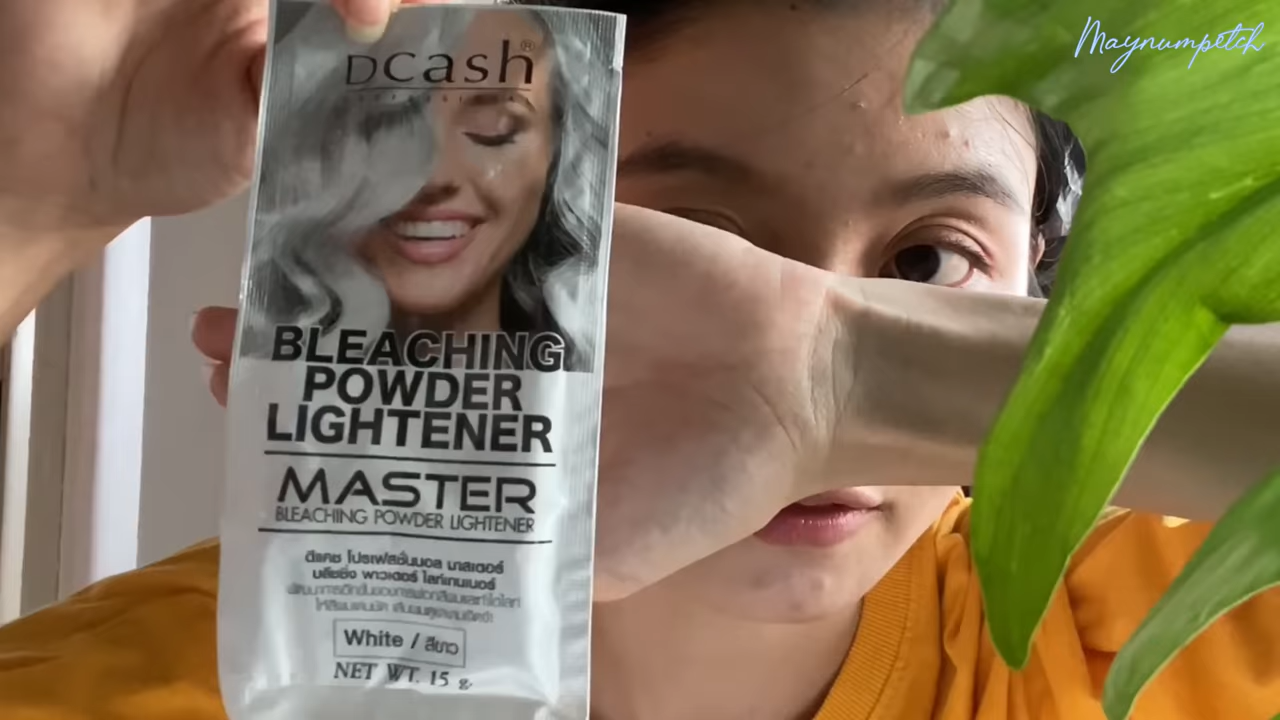 Maynumpetch
Dcash®
BLEACHING
POWDER
LIGHTENER
MASTER
BLEACHING POWDER LIGHTENER
ดีแคช โปรเฟสชั่นนอล มาสเตอร์
บลีชชิ่ง พาวเดอร์ ไลท์เทนเนอร์
White / สีขาว
NET WT. 15 g.